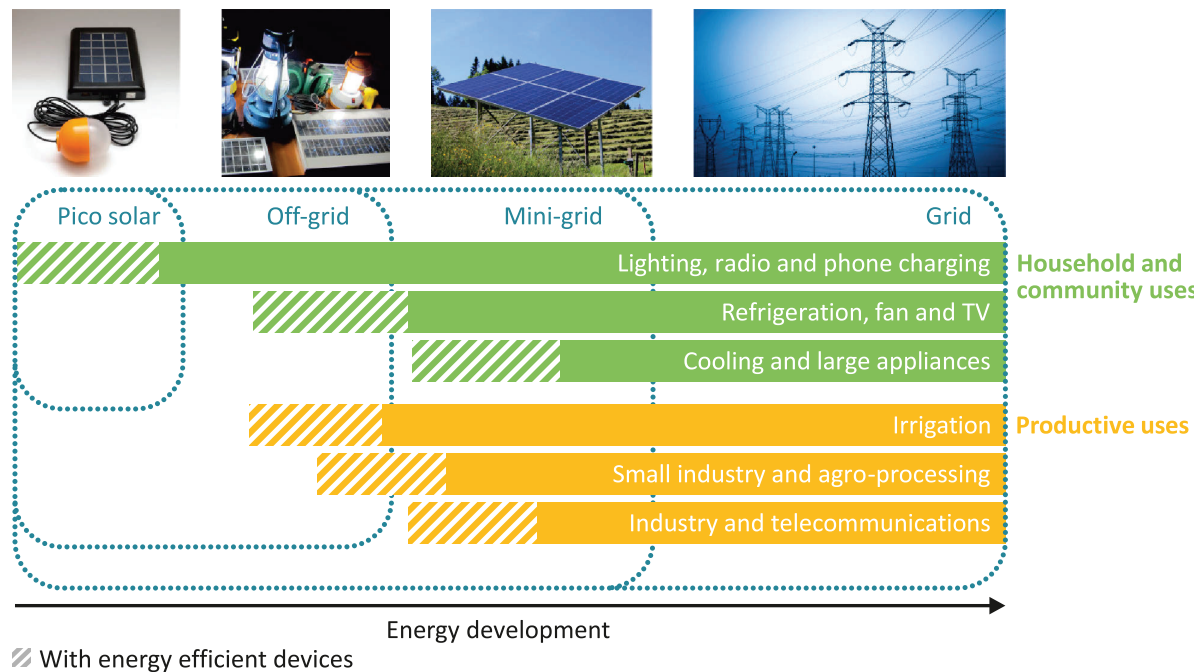 Pico solar
Off-grid
Mini-grid
Grid
Lighting, radio and phone charging
Household and
community uses
Refrigeration, fan and TV
Cooling and large appliances
Irrigation
Productive uses
Small industry and agro-processing
Industry and telecommunications
Energy development
With energy efficient devices